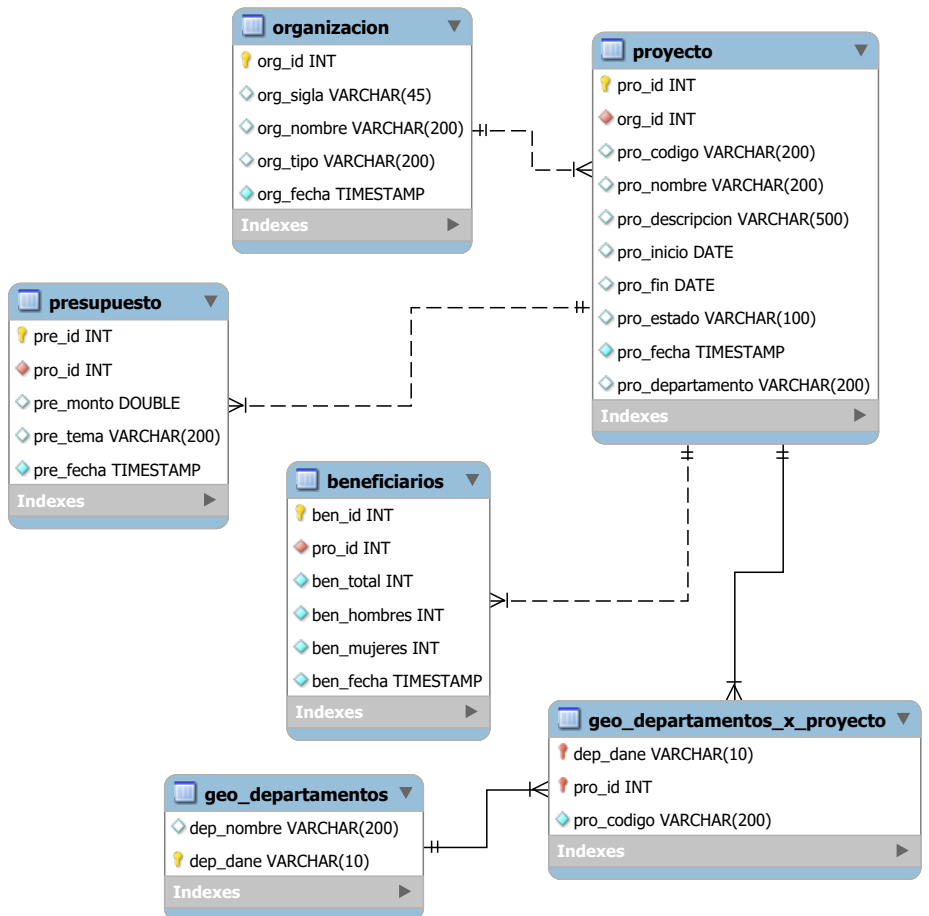 organizacion
org_id INT
org_sigla VARCHAR(45)
org_nombre VARCHAR(200)
org_tipo VARCHAR(200)
org_fecha TIMESTAMP
Indexes
proyecto
pro_id INT
org_id INT
pro_codigo VARCHAR(200)
pro_nombre VARCHAR(200)
pro_descripcion VARCHAR(500)
pro_inicio DATE
pro_fin DATE
pro_estado VARCHAR(100)
pro_fecha TIMESTAMP
pro_departamento VARCHAR(200)
Indexes
presupuesto
pre_id INT
pro_id INT
pre_monto DOUBLE
pre_tema VARCHAR(200)
pre_fecha TIMESTAMP
Indexes
beneficiarios
ben_id INT
pro_id INT
ben_total INT
ben_hombres INT
ben_mujeres INT
ben_fecha TIMESTAMP
Indexes
geo_departamentos_x_proyecto
dep_dane VARCHAR(10)
pro_id INT
pro_codigo VARCHAR(200)
Indexes
geo_departamentos
dep_nombre VARCHAR(200)
dep_dane VARCHAR(10)
Indexes